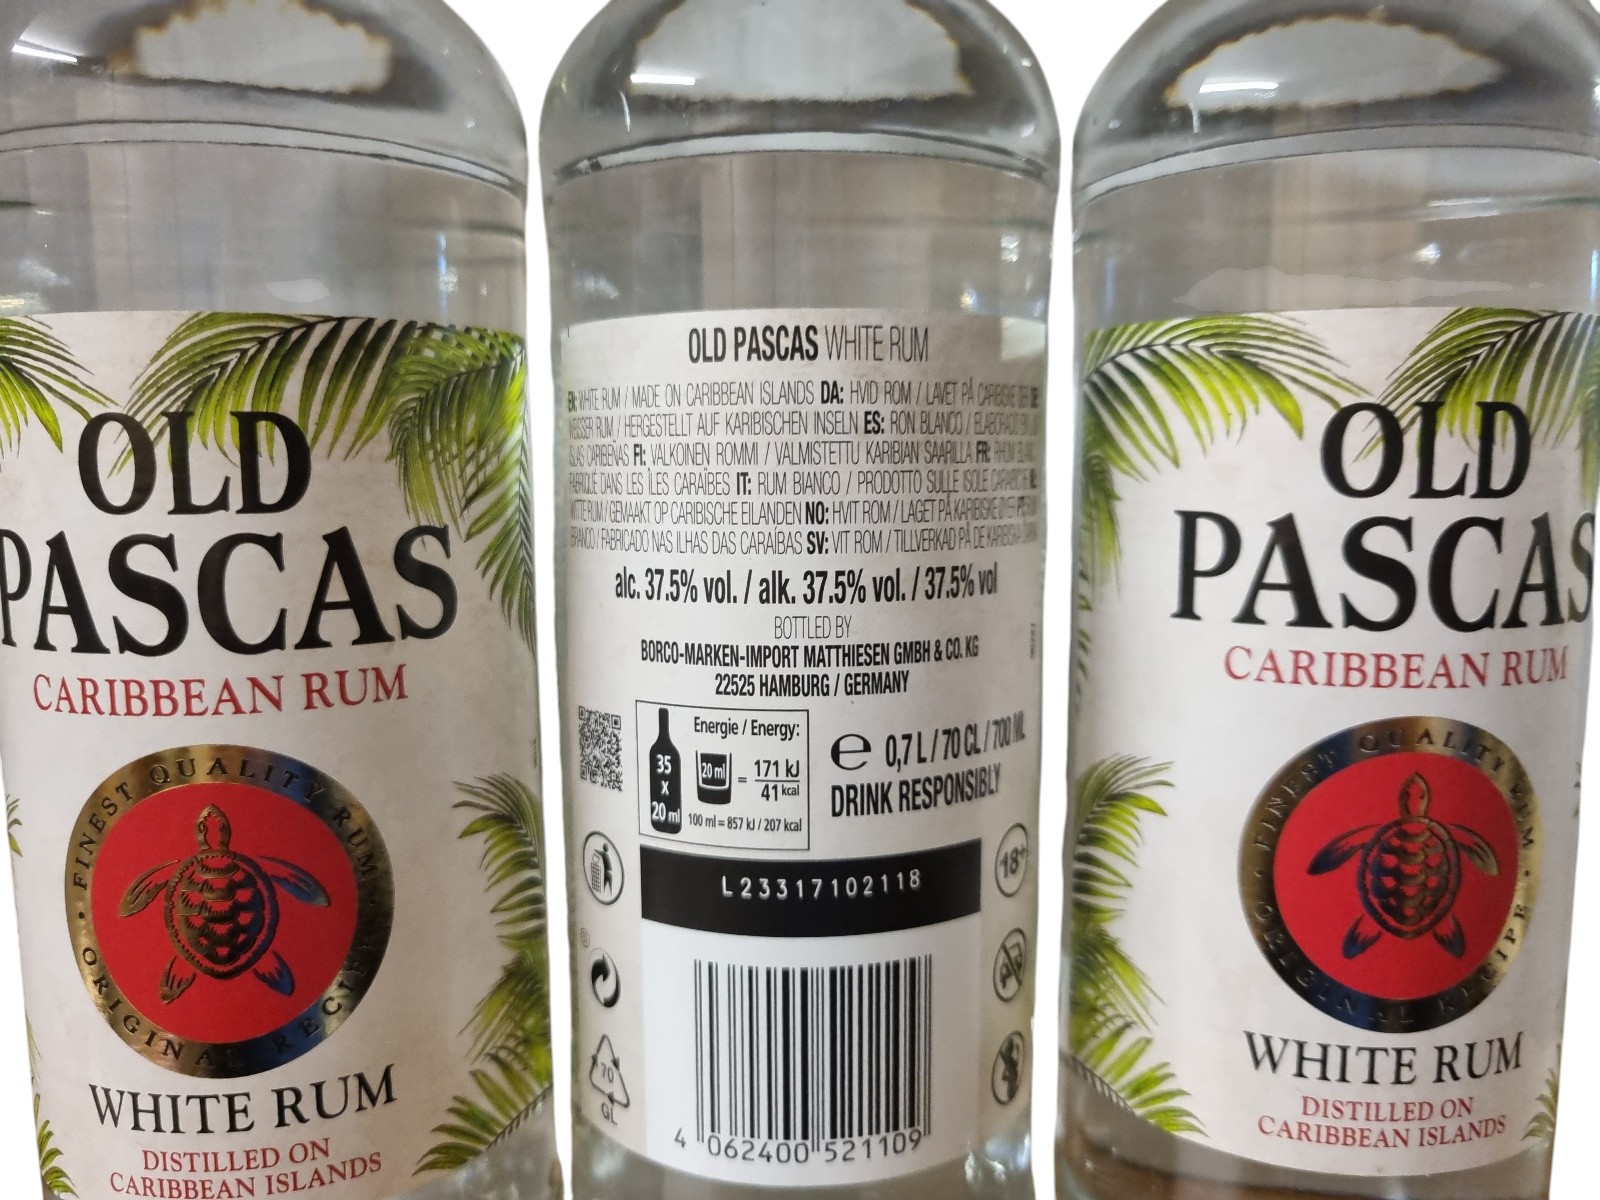 OLD
PASCAS
CARIBBEAN RUM
FINEST QUALITY RUM
ORIGINAL RECIPE
WHITE RUM
DISTILLED ON
CARIBBEAN ISLANDS
OLD PASCAS WHITE RUM
EN: WHITE RUM / MADE ON CARIBBEAN ISLANDS DA: HVID ROM / LAVET PÅ CARIBISKE
WEISSER RUM / HERGESTELLT AUF KARIBISCHEN INSELN ES: RON BLANCO / ELABORADO
ISLAS CARIBEÑAS FI: VALKOINEN ROMMI / VALMISTETTU KARIBIAN SAARILLA FR: RHUM
FABRIQUÉ DANS LES ÎLES CARAÏBES IT: RUM BIANCO / PRODOTTO SULLE ISOLE
WITTE RUM / GEMAAKT OP CARIBISCHE EILANDEN NO: HVIT ROM / LAGET PÅ KARIBISKE
BRANCO / FABRICADO NAS ILHAS DAS CARAÍBAS SV: VIT ROM / TILLVERKAD PÅ DE
alc. 37.5% vol. / alk. 37.5% vol. / 37.5% vol
BOTTLED BY
BORCO-MARKEN-IMPORT MATTHIESEN GMBH & CO. KG
22525 HAMBURG / GERMANY
Energie / Energy:
35 x 20 ml
20 ml = 171 kJ
41 kcal
100 ml = 857 kJ / 207 kcal
e 0,7 L / 70 CL / 700 ML
DRINK RESPONSIBLY
18+
L23317102118
70
GL
4 062400 521109
OLD
PASCAS
CARIBBEAN RUM
FINEST QUALITY RUM
ORIGINAL RECIPE
WHITE RUM
DISTILLED ON
CARIBBEAN ISLANDS